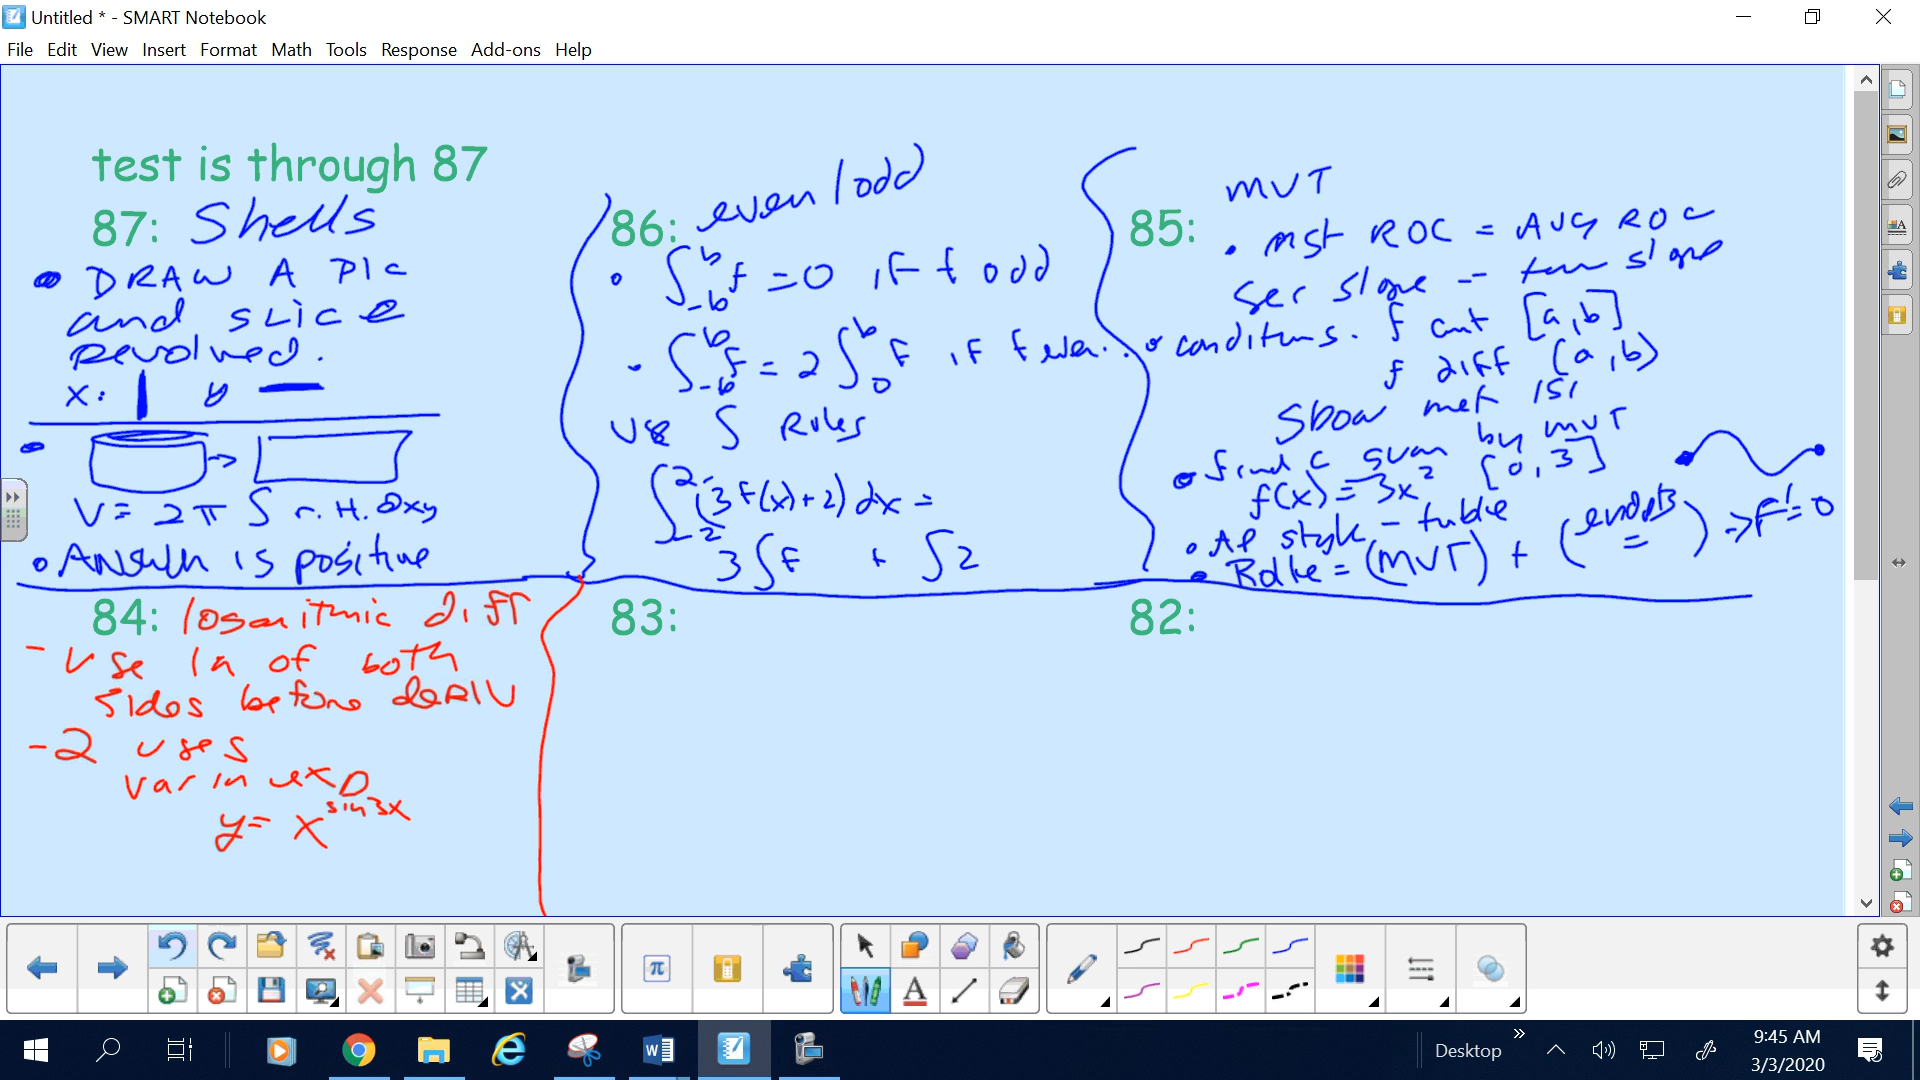 Untitled * - SMART Notebook
File Edit View Insert Format Math Tools Response Add-ons Help
test is through 87
87: Shells
• DRAW A PIC
and SLICE
revolved.
x: y
V = 2π ∫ r. H. Dxy
• Answer is positive
86: even/odd
• ∫_{-b}^{b} f = 0 if f odd
• ∫_{-b}^{b} f = 2 ∫_{0}^{b} f if f even.
Use ∫ Rules
∫_{-2}^{2} (3f(x)+2) dx =
3∫f + ∫2
85: MVT
• inst ROC = AVG ROC
sec slope = tan slope
• conditions. f cont [a,b]
f diff (a,b)
Show met 1st
• find c guar by MVT
f(x) = 3x² [0,3]
• AP style - table
• Rolle = (MVT) + (endpts =) -> F' = 0
84: logarithmic diff
- Use ln of both
sides before deriv
- 2 uses
var in exp
y = x^{sin3x}
83:
82:
Desktop
9:45 AM
3/3/2020